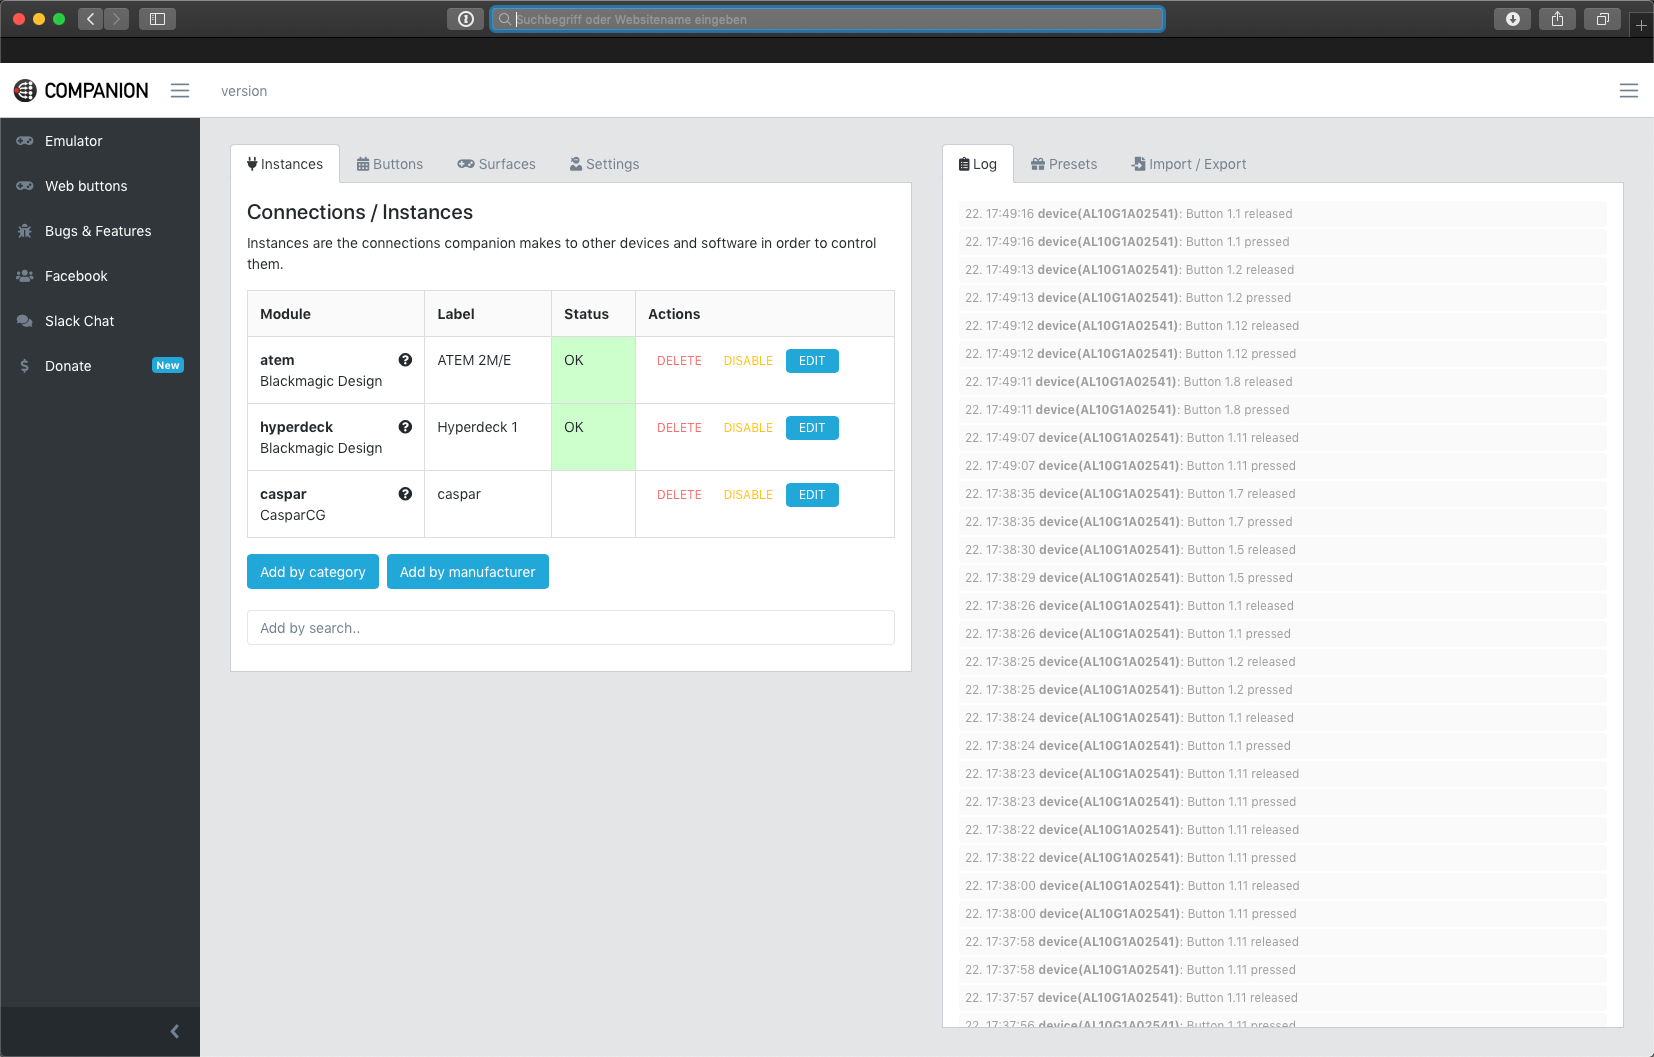 Suchbegriff oder Websitename eingeben
COMPANION
version
Emulator
Web buttons
Bugs & Features
Facebook
Slack Chat
Donate New
Instances Buttons Surfaces Settings
Connections / Instances
Instances are the connections companion makes to other devices and software in order to control
them.
Module Label Status Actions
atem ATEM 2M/E OK DELETE DISABLE EDIT
Blackmagic Design
hyperdeck Hyperdeck 1 OK DELETE DISABLE EDIT
Blackmagic Design
caspar caspar DELETE DISABLE EDIT
CasparCG
Add by category Add by manufacturer
Add by search..
Log Presets Import / Export
22. 17:49:16 device(AL10G1A02541): Button 1.1 released
22. 17:49:16 device(AL10G1A02541): Button 1.1 pressed
22. 17:49:13 device(AL10G1A02541): Button 1.2 released
22. 17:49:13 device(AL10G1A02541): Button 1.2 pressed
22. 17:49:12 device(AL10G1A02541): Button 1.12 released
22. 17:49:12 device(AL10G1A02541): Button 1.12 pressed
22. 17:49:11 device(AL10G1A02541): Button 1.8 released
22. 17:49:11 device(AL10G1A02541): Button 1.8 pressed
22. 17:49:07 device(AL10G1A02541): Button 1.11 released
22. 17:49:07 device(AL10G1A02541): Button 1.11 pressed
22. 17:38:35 device(AL10G1A02541): Button 1.7 released
22. 17:38:35 device(AL10G1A02541): Button 1.7 pressed
22. 17:38:30 device(AL10G1A02541): Button 1.5 released
22. 17:38:29 device(AL10G1A02541): Button 1.5 pressed
22. 17:38:26 device(AL10G1A02541): Button 1.1 released
22. 17:38:26 device(AL10G1A02541): Button 1.1 pressed
22. 17:38:25 device(AL10G1A02541): Button 1.2 released
22. 17:38:25 device(AL10G1A02541): Button 1.2 pressed
22. 17:38:24 device(AL10G1A02541): Button 1.1 released
22. 17:38:24 device(AL10G1A02541): Button 1.1 pressed
22. 17:38:23 device(AL10G1A02541): Button 1.11 released
22. 17:38:23 device(AL10G1A02541): Button 1.11 pressed
22. 17:38:22 device(AL10G1A02541): Button 1.11 released
22. 17:38:22 device(AL10G1A02541): Button 1.11 pressed
22. 17:38:00 device(AL10G1A02541): Button 1.11 released
22. 17:38:00 device(AL10G1A02541): Button 1.11 pressed
22. 17:37:58 device(AL10G1A02541): Button 1.11 released
22. 17:37:58 device(AL10G1A02541): Button 1.11 pressed
22. 17:37:57 device(AL10G1A02541): Button 1.11 released
22. 17:37:56 device(AL10G1A02541): Button 1.11 pressed